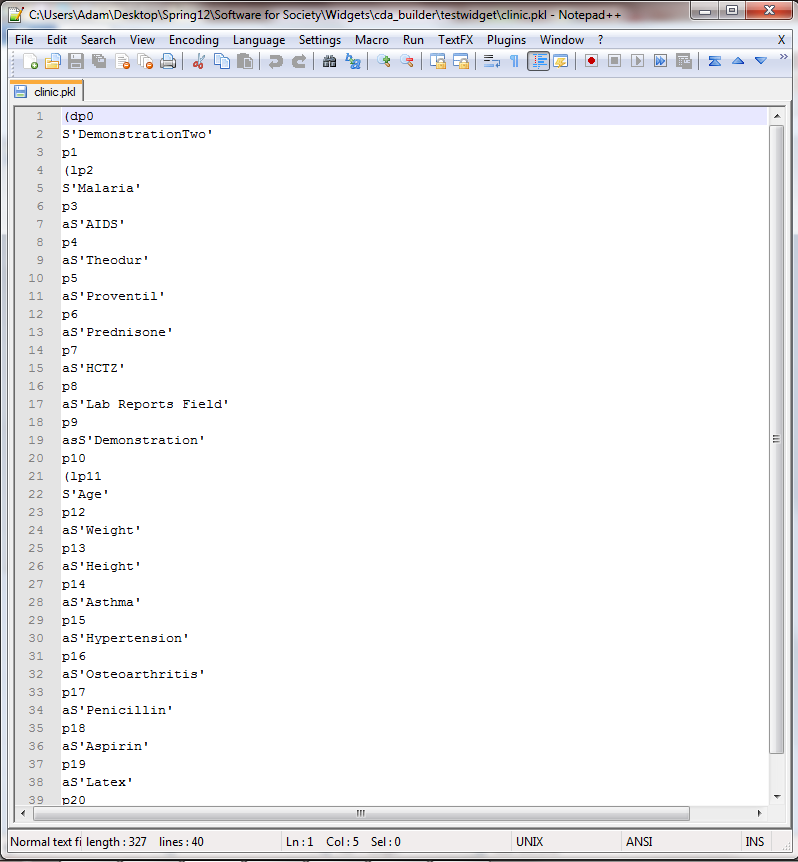 C:\Users\Adam\Desktop\Spring12\Software for Society\Widgets\cda_builder\testwidget\clinic.pkl - Notepad++
File Edit Search View Encoding Language Settings Macro Run TextFX Plugins Window ? X
clinic.pkl
1 (dp0
2 S'DemonstrationTwo'
3 p1
4 (lp2
5 S'Malaria'
6 p3
7 aS'AIDS'
8 p4
9 aS'Theodur'
10 p5
11 aS'Proventil'
12 p6
13 aS'Prednisone'
14 p7
15 aS'HCTZ'
16 p8
17 aS'Lab Reports Field'
18 p9
19 asS'Demonstration'
20 p10
21 (lp11
22 S'Age'
23 p12
24 aS'Weight'
25 p13
26 aS'Height'
27 p14
28 aS'Asthma'
29 p15
30 aS'Hypertension'
31 p16
32 aS'Osteoarthritis'
33 p17
34 aS'Penicillin'
35 p18
36 aS'Aspirin'
37 p19
38 aS'Latex'
39 p20
Normal text fi length : 327 lines : 40 Ln : 1 Col : 5 Sel : 0 UNIX ANSI INS